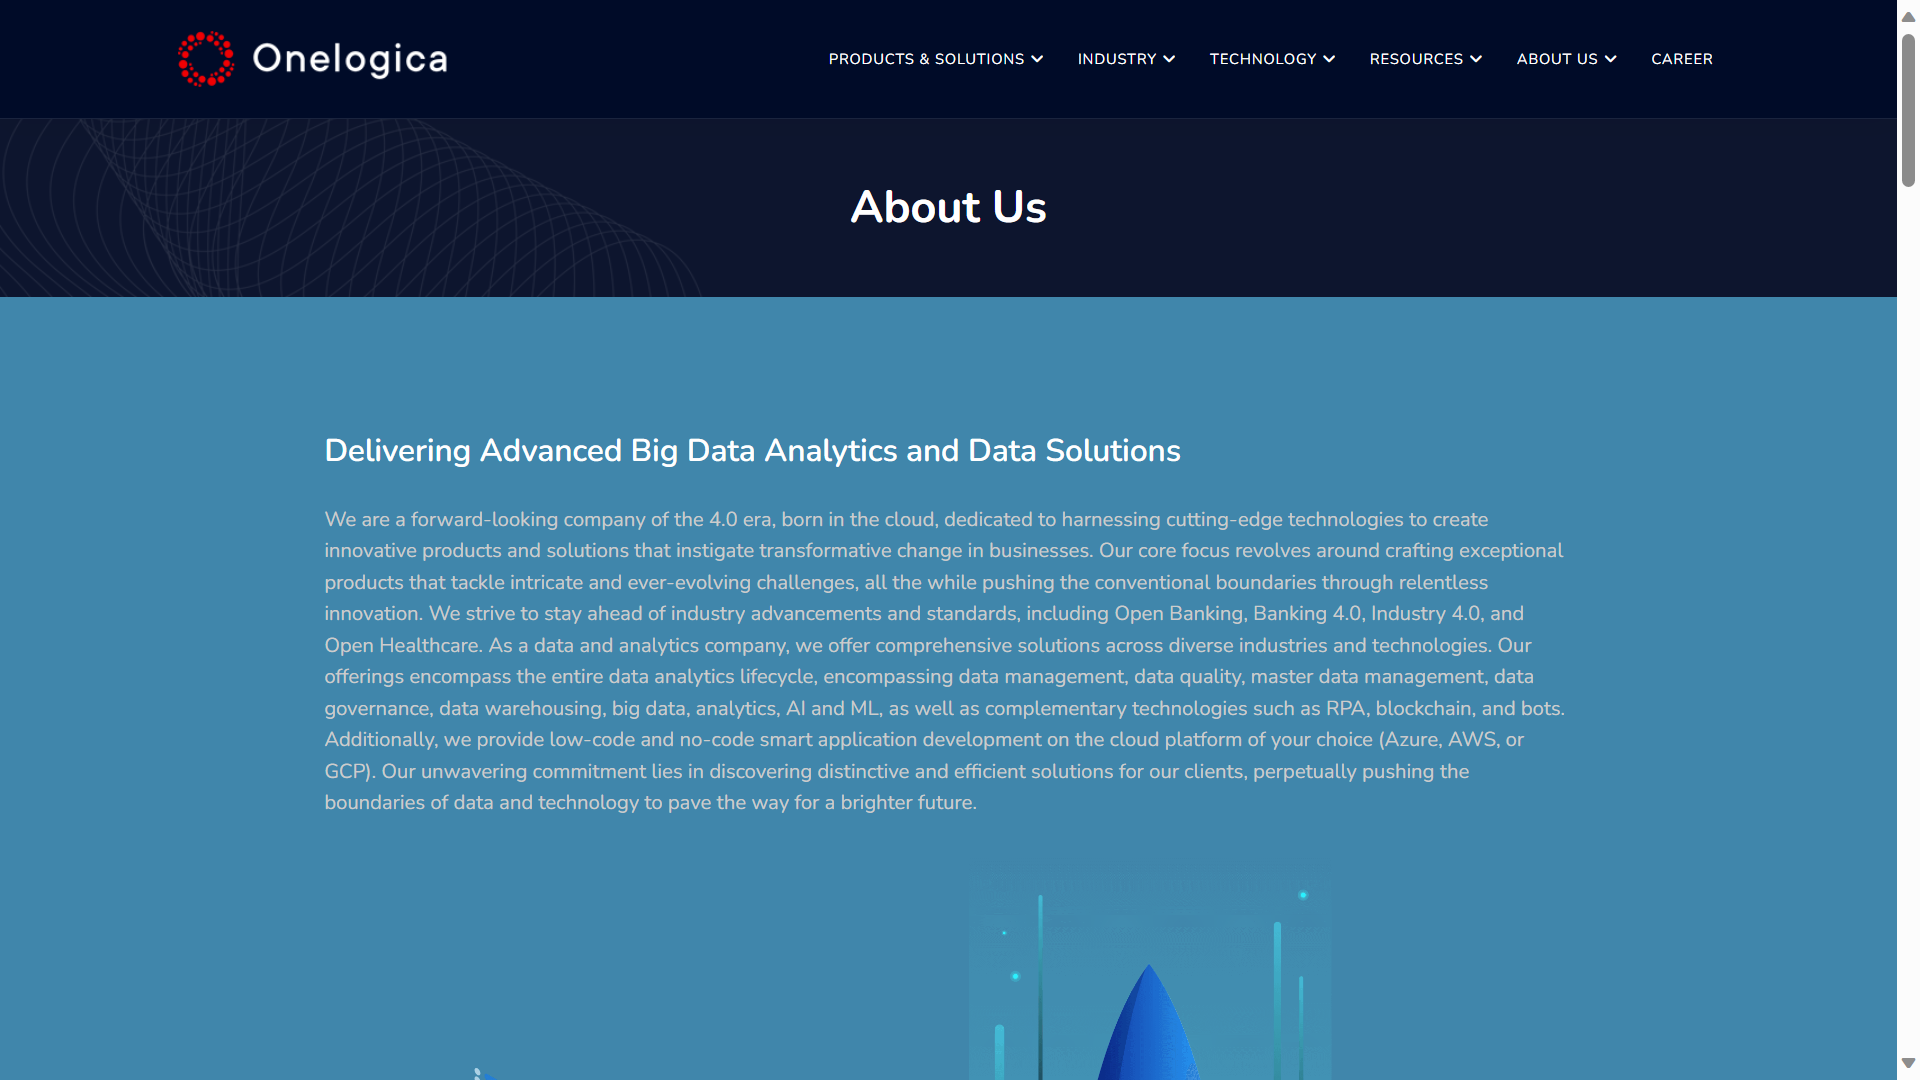 Onelogica
PRODUCTS & SOLUTIONS
INDUSTRY
TECHNOLOGY
RESOURCES
ABOUT US
CAREER
About Us
Delivering Advanced Big Data Analytics and Data Solutions
We are a forward-looking company of the 4.0 era, born in the cloud, dedicated to harnessing cutting-edge technologies to create
innovative products and solutions that instigate transformative change in businesses. Our core focus revolves around crafting exceptional
products that tackle intricate and ever-evolving challenges, all the while pushing the conventional boundaries through relentless
innovation. We strive to stay ahead of industry advancements and standards, including Open Banking, Banking 4.0, Industry 4.0, and
Open Healthcare. As a data and analytics company, we offer comprehensive solutions across diverse industries and technologies. Our
offerings encompass the entire data analytics lifecycle, encompassing data management, data quality, master data management, data
governance, data warehousing, big data, analytics, AI and ML, as well as complementary technologies such as RPA, blockchain, and bots.
Additionally, we provide low-code and no-code smart application development on the cloud platform of your choice (Azure, AWS, or
GCP). Our unwavering commitment lies in discovering distinctive and efficient solutions for our clients, perpetually pushing the
boundaries of data and technology to pave the way for a brighter future.